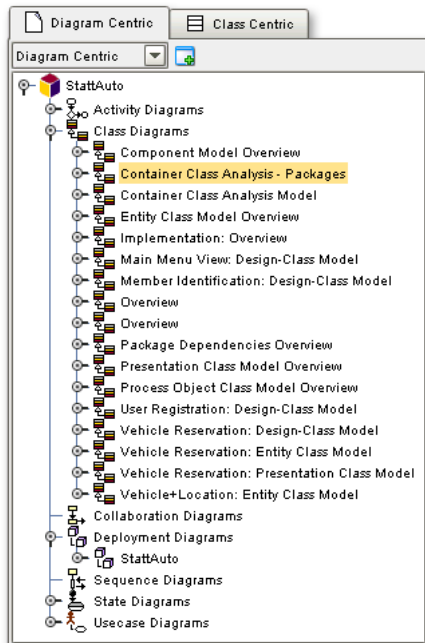 Diagram Centric
Class Centric
Diagram Centric
StattAuto
Activity Diagrams
Class Diagrams
Component Model Overview
Container Class Analysis - Packages
Container Class Analysis Model
Entity Class Model Overview
Implementation: Overview
Main Menu View: Design-Class Model
Member Identification: Design-Class Model
Overview
Overview
Package Dependencies Overview
Presentation Class Model Overview
Process Object Class Model Overview
User Registration: Design-Class Model
Vehicle Reservation: Design-Class Model
Vehicle Reservation: Entity Class Model
Vehicle Reservation: Presentation Class Model
Vehicle+Location: Entity Class Model
Collaboration Diagrams
Deployment Diagrams
StattAuto
Sequence Diagrams
State Diagrams
Usecase Diagrams